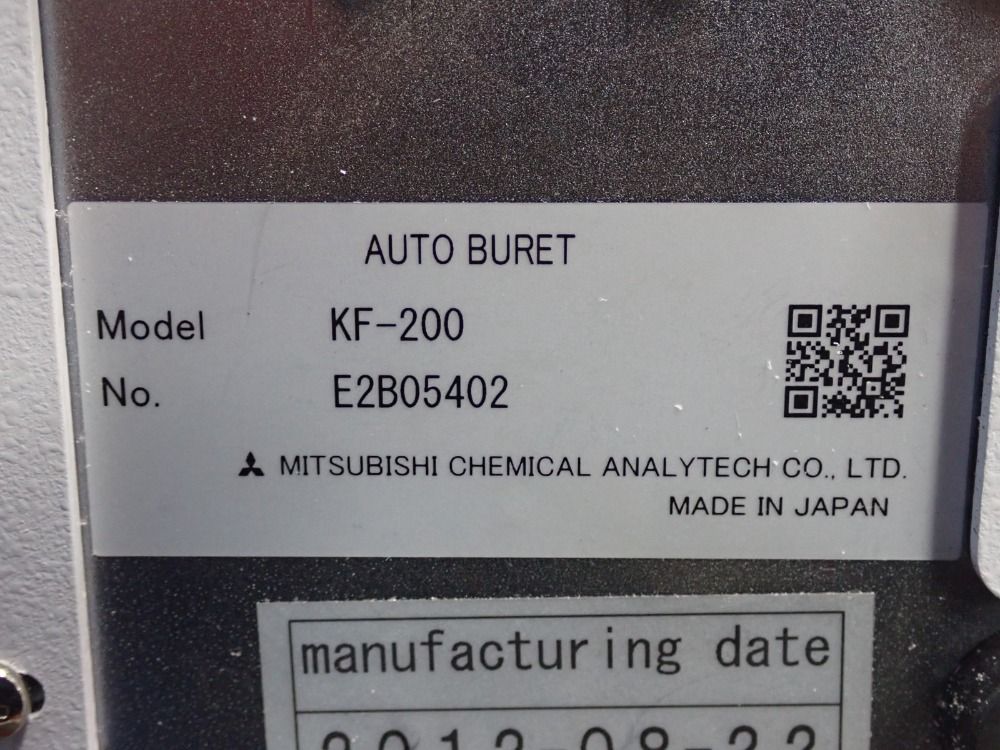 AUTO BURET
Model KF-200
No. E2B05402
MITSUBISHI CHEMICAL ANALYTECH CO., LTD.
MADE IN JAPAN
manufacturing date